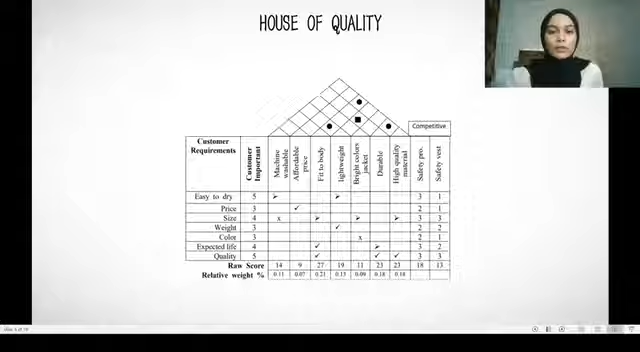 HOUSE OF QUALITY
Competitive
Customer Requirements
Customer Important
Machine washable
Affordable price
Fit to body
lightweight
Bright colors jacket
Durable
High quality material
Safety pro.
Safety vest
Easy to dry 5 ➢ ➢ 3 1
Price 3 ✓ 2 1
Size 4 x ➢ ➢ ➢ 3 3
Weight 3 ✓ 2 2
Color 3 x 2 1
Expected life 4 ✓ ➢ 3 2
Quality 5 ✓ ✓ ✓ 3 3
Raw Score 14 9 27 19 11 23 23 18 13
Relative weight % 0.11 0.07 0.21 0.15 0.09 0.18 0.18